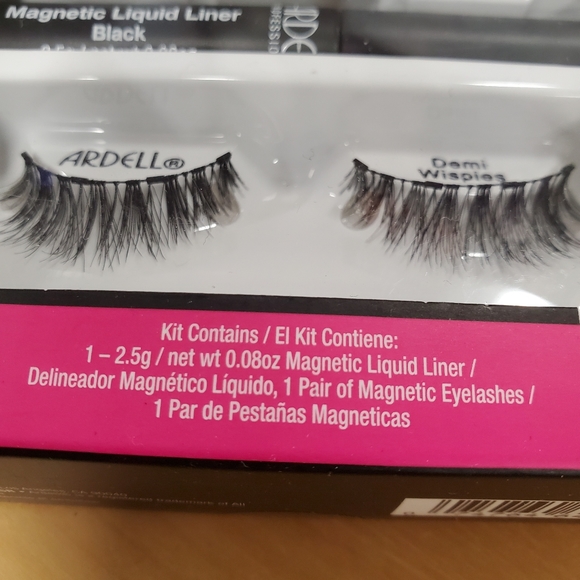 Magnetic Liquid Liner
Black
ARDELL®
Demi
Wispies
Kit Contains / El Kit Contiene:
1 – 2.5g / net wt 0.08oz Magnetic Liquid Liner /
Delineador Magnético Líquido, 1 Pair of Magnetic Eyelashes /
1 Par de Pestañas Magneticas